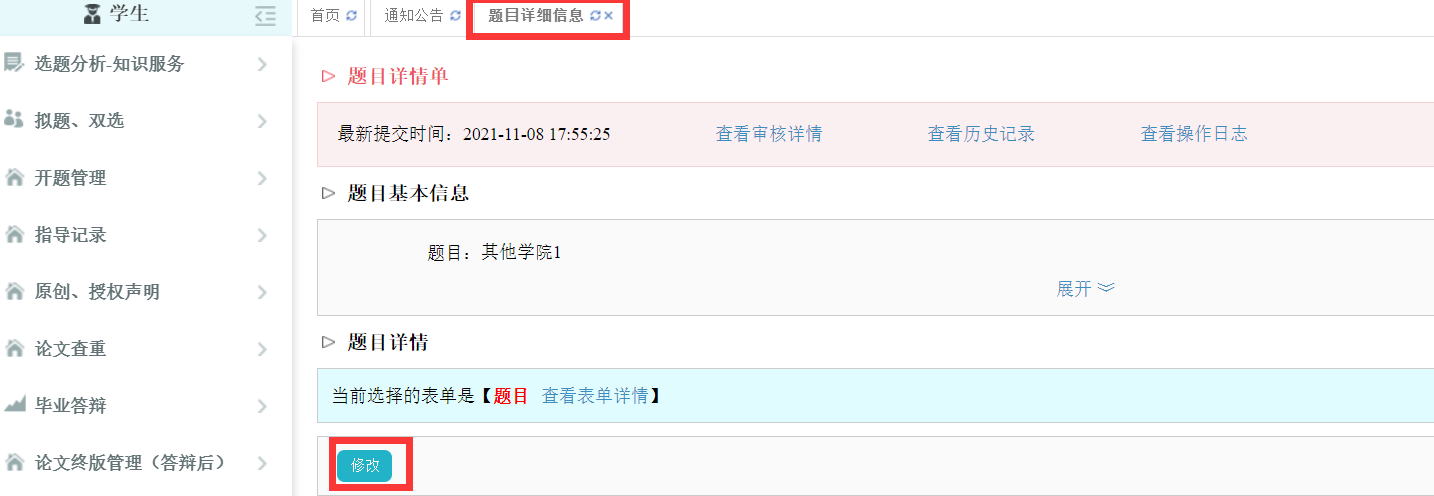 学生
首页
通知公告
题目详细信息
选题分析-知识服务
拟题、双选
开题管理
指导记录
原创、授权声明
论文查重
毕业答辩
论文终版管理（答辩后）
题目详情单
最新提交时间：2021-11-08 17:55:25 查看审核详情 查看历史记录 查看操作日志
题目基本信息
题目：其他学院1
展开
题目详情
当前选择的表单是【题目 查看表单详情】
修改